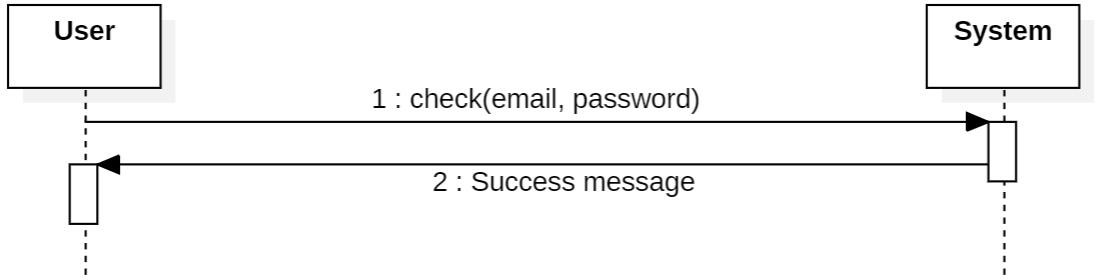 User
System
1 : check(email, password)
2 : Success message